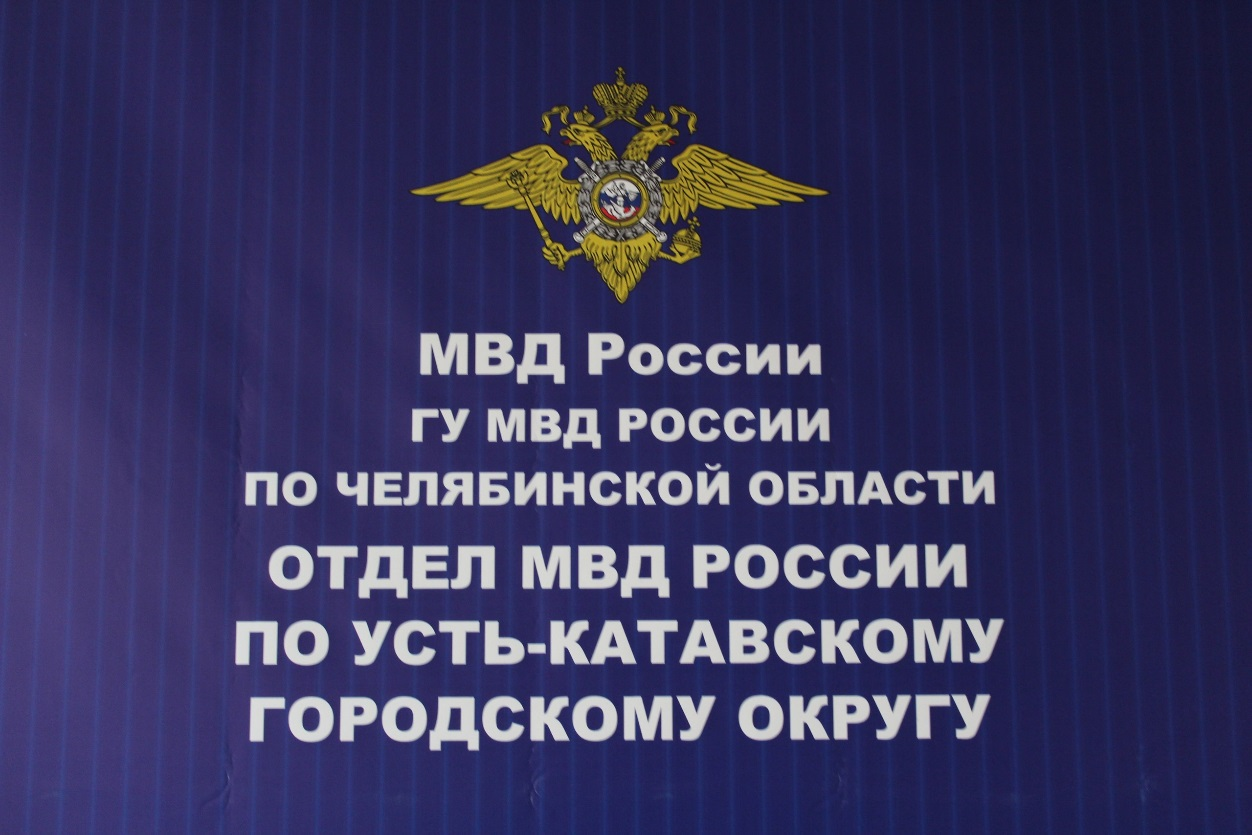 МВД России
ГУ МВД РОССИИ
ПО ЧЕЛЯБИНСКОЙ ОБЛАСТИ
ОТДЕЛ МВД РОССИИ
ПО УСТЬ-КАТАВСКОМУ
ГОРОДСКОМУ ОКРУГУ